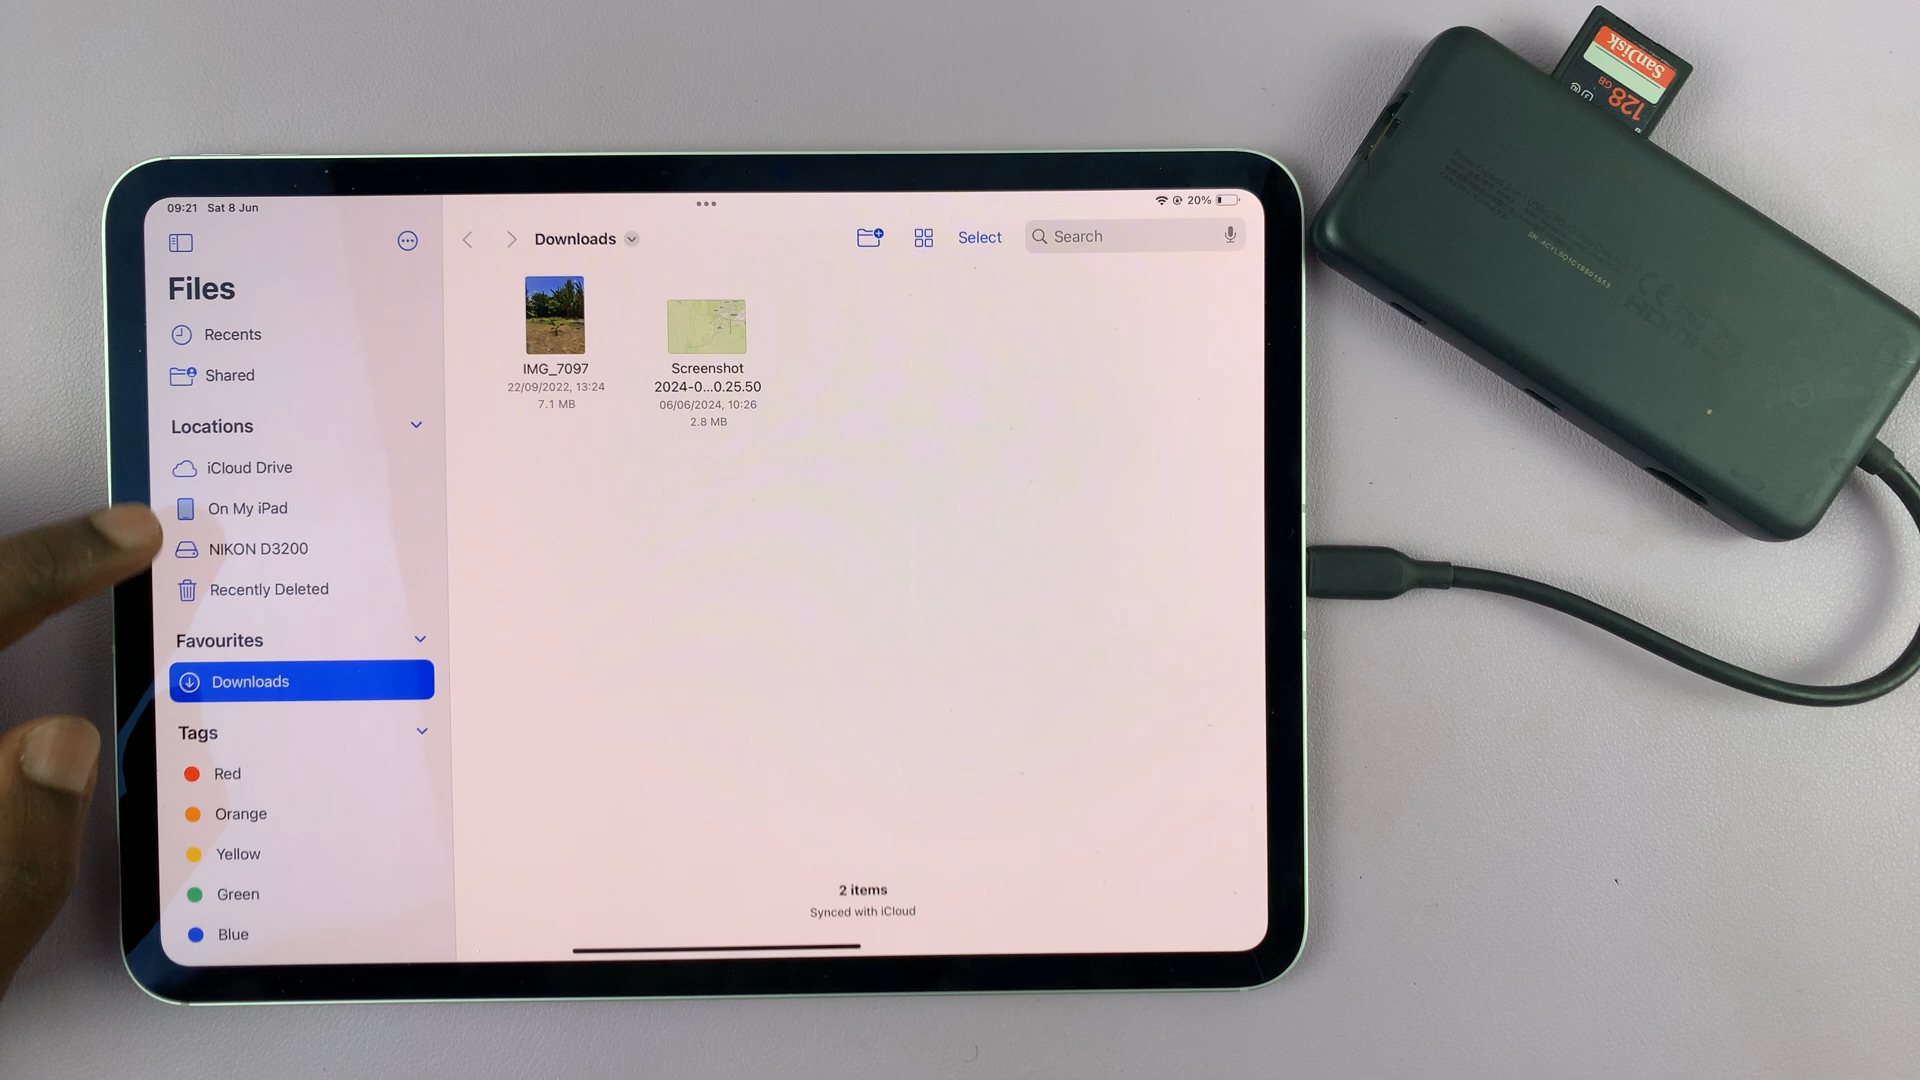 09:21 Sat 8 Jun
20%
Files
Recents
Shared
Locations
iCloud Drive
On My iPad
NIKON D3200
Recently Deleted
Favourites
Downloads
Tags
Red
Orange
Yellow
Green
Blue
Downloads
Select
Search
IMG_7097
22/09/2022, 13:24
7.1 MB
Screenshot
2024-0...0.25.50
06/06/2024, 10:26
2.8 MB
2 items
Synced with iCloud
SanDisk
128 GB
CE
HDMI